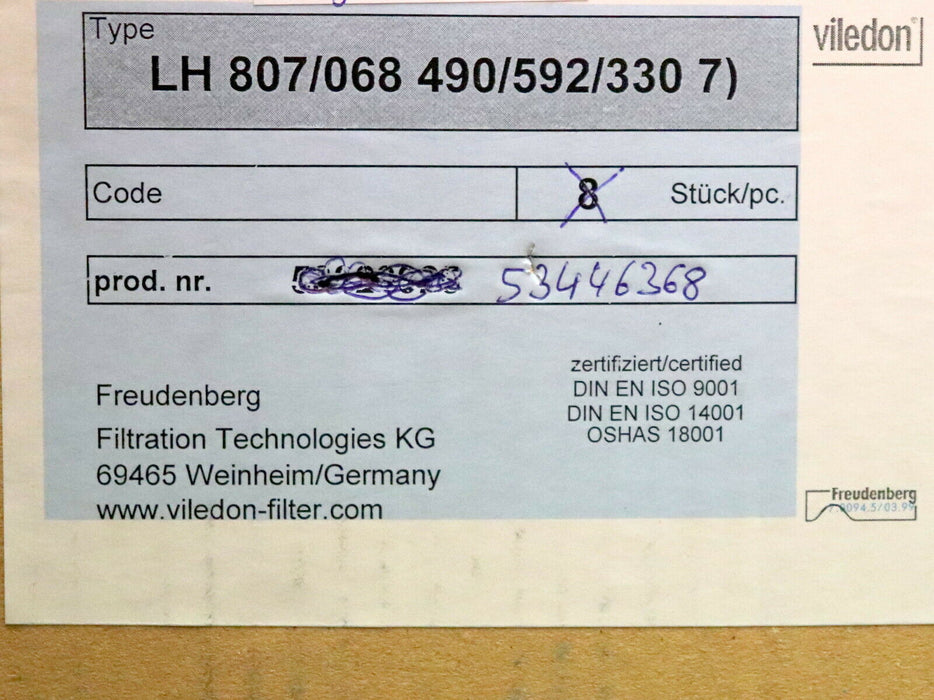 Type
viledon®
LH 807/068 490/592/330 7)
Code
8 Stück/pc.
prod. nr. 53446368
zertifiziert/certified
DIN EN ISO 9001
DIN EN ISO 14001
OSHAS 18001
Freudenberg
Filtration Technologies KG
69465 Weinheim/Germany
www.viledon-filter.com
Freudenberg